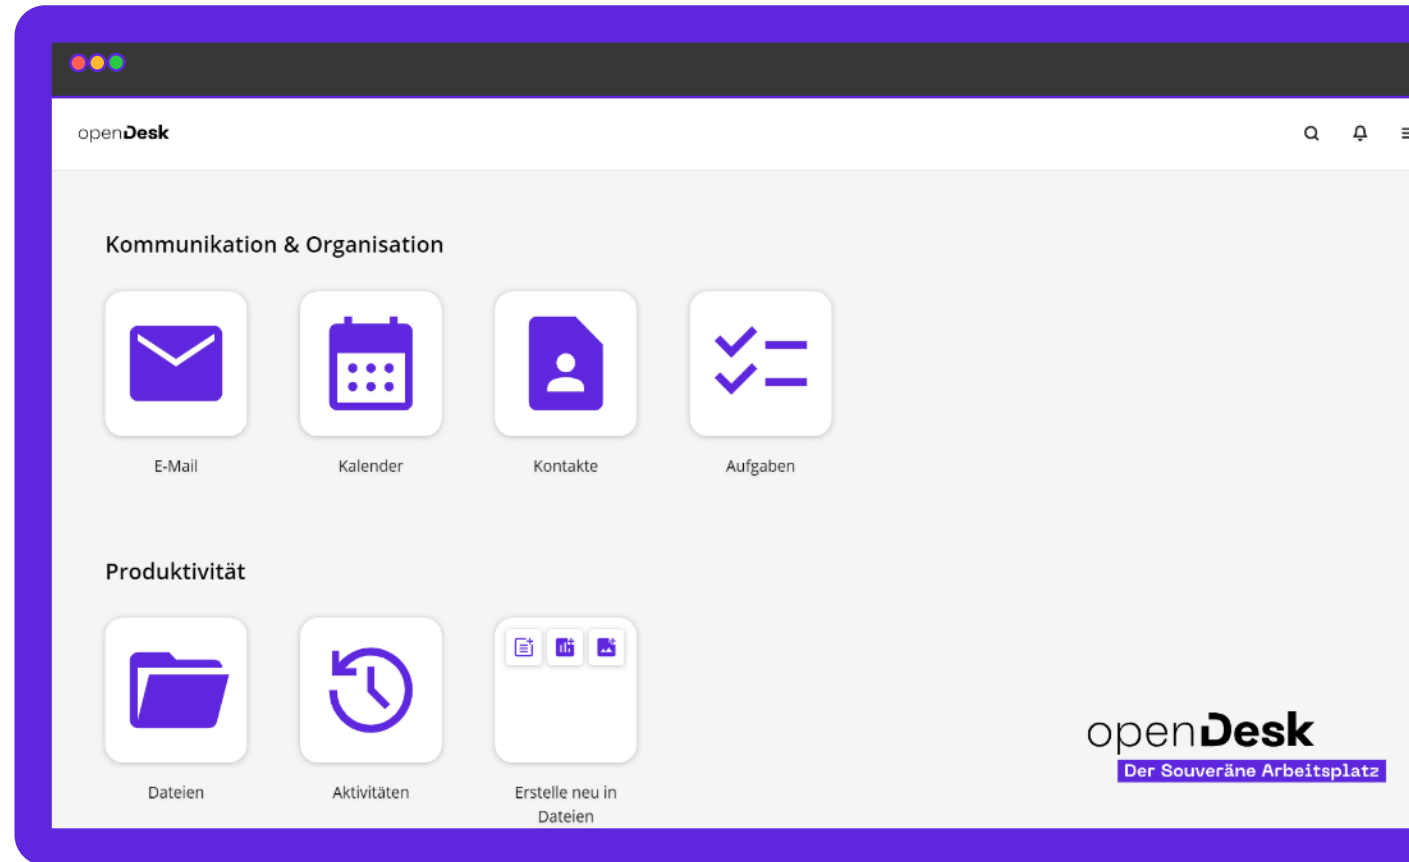 openDesk
Kommunikation & Organisation
E-Mail
Kalender
Kontakte
Aufgaben
Produktivität
Dateien
Aktivitäten
Erstelle neu in
Dateien
openDesk
Der Souveräne Arbeitsplatz